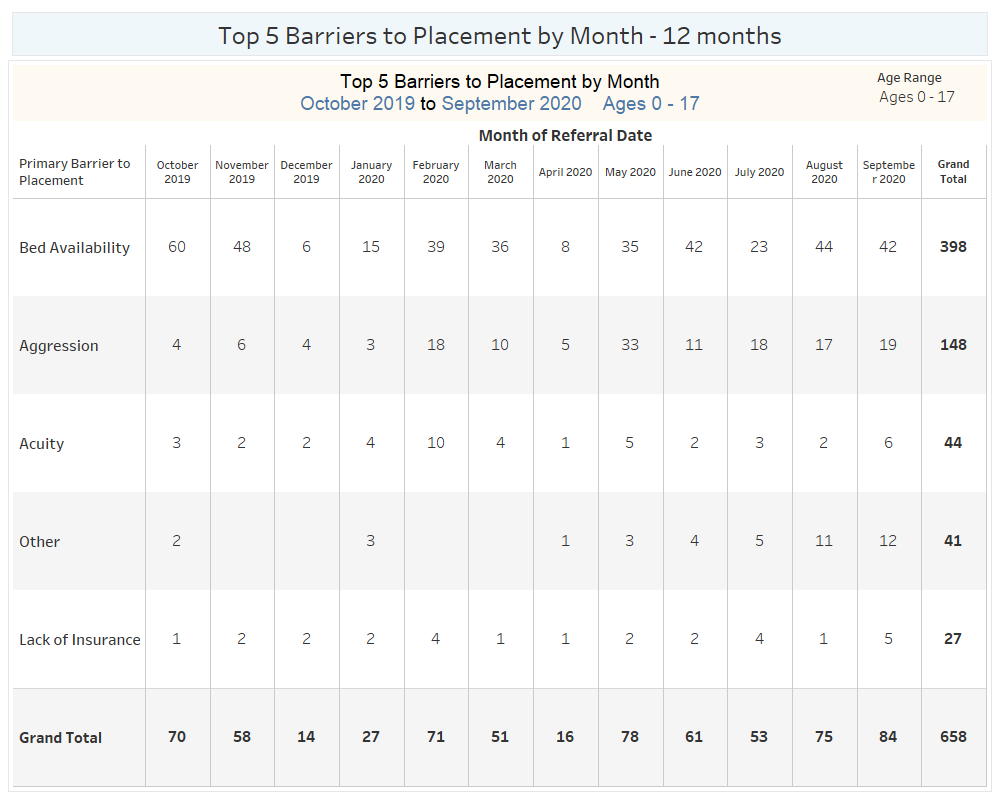 Top 5 Barriers to Placement by Month - 12 months
Top 5 Barriers to Placement by Month
October 2019 to September 2020 Ages 0 - 17
Age Range
Ages 0 - 17
Month of Referral Date
Primary Barrier to
Placement
October
2019
November
2019
December
2019
January
2020
February
2020
March
2020
April 2020
May 2020
June 2020
July 2020
August
2020
Septembe
r 2020
Grand
Total
Bed Availability 60 48 6 15 39 36 8 35 42 23 44 42 398
Aggression 4 6 4 3 18 10 5 33 11 18 17 19 148
Acuity 3 2 2 4 10 4 1 5 2 3 2 6 44
Other 2 3 1 3 4 5 11 12 41
Lack of Insurance 1 2 2 2 4 1 1 2 2 4 1 5 27
Grand Total 70 58 14 27 71 51 16 78 61 53 75 84 658